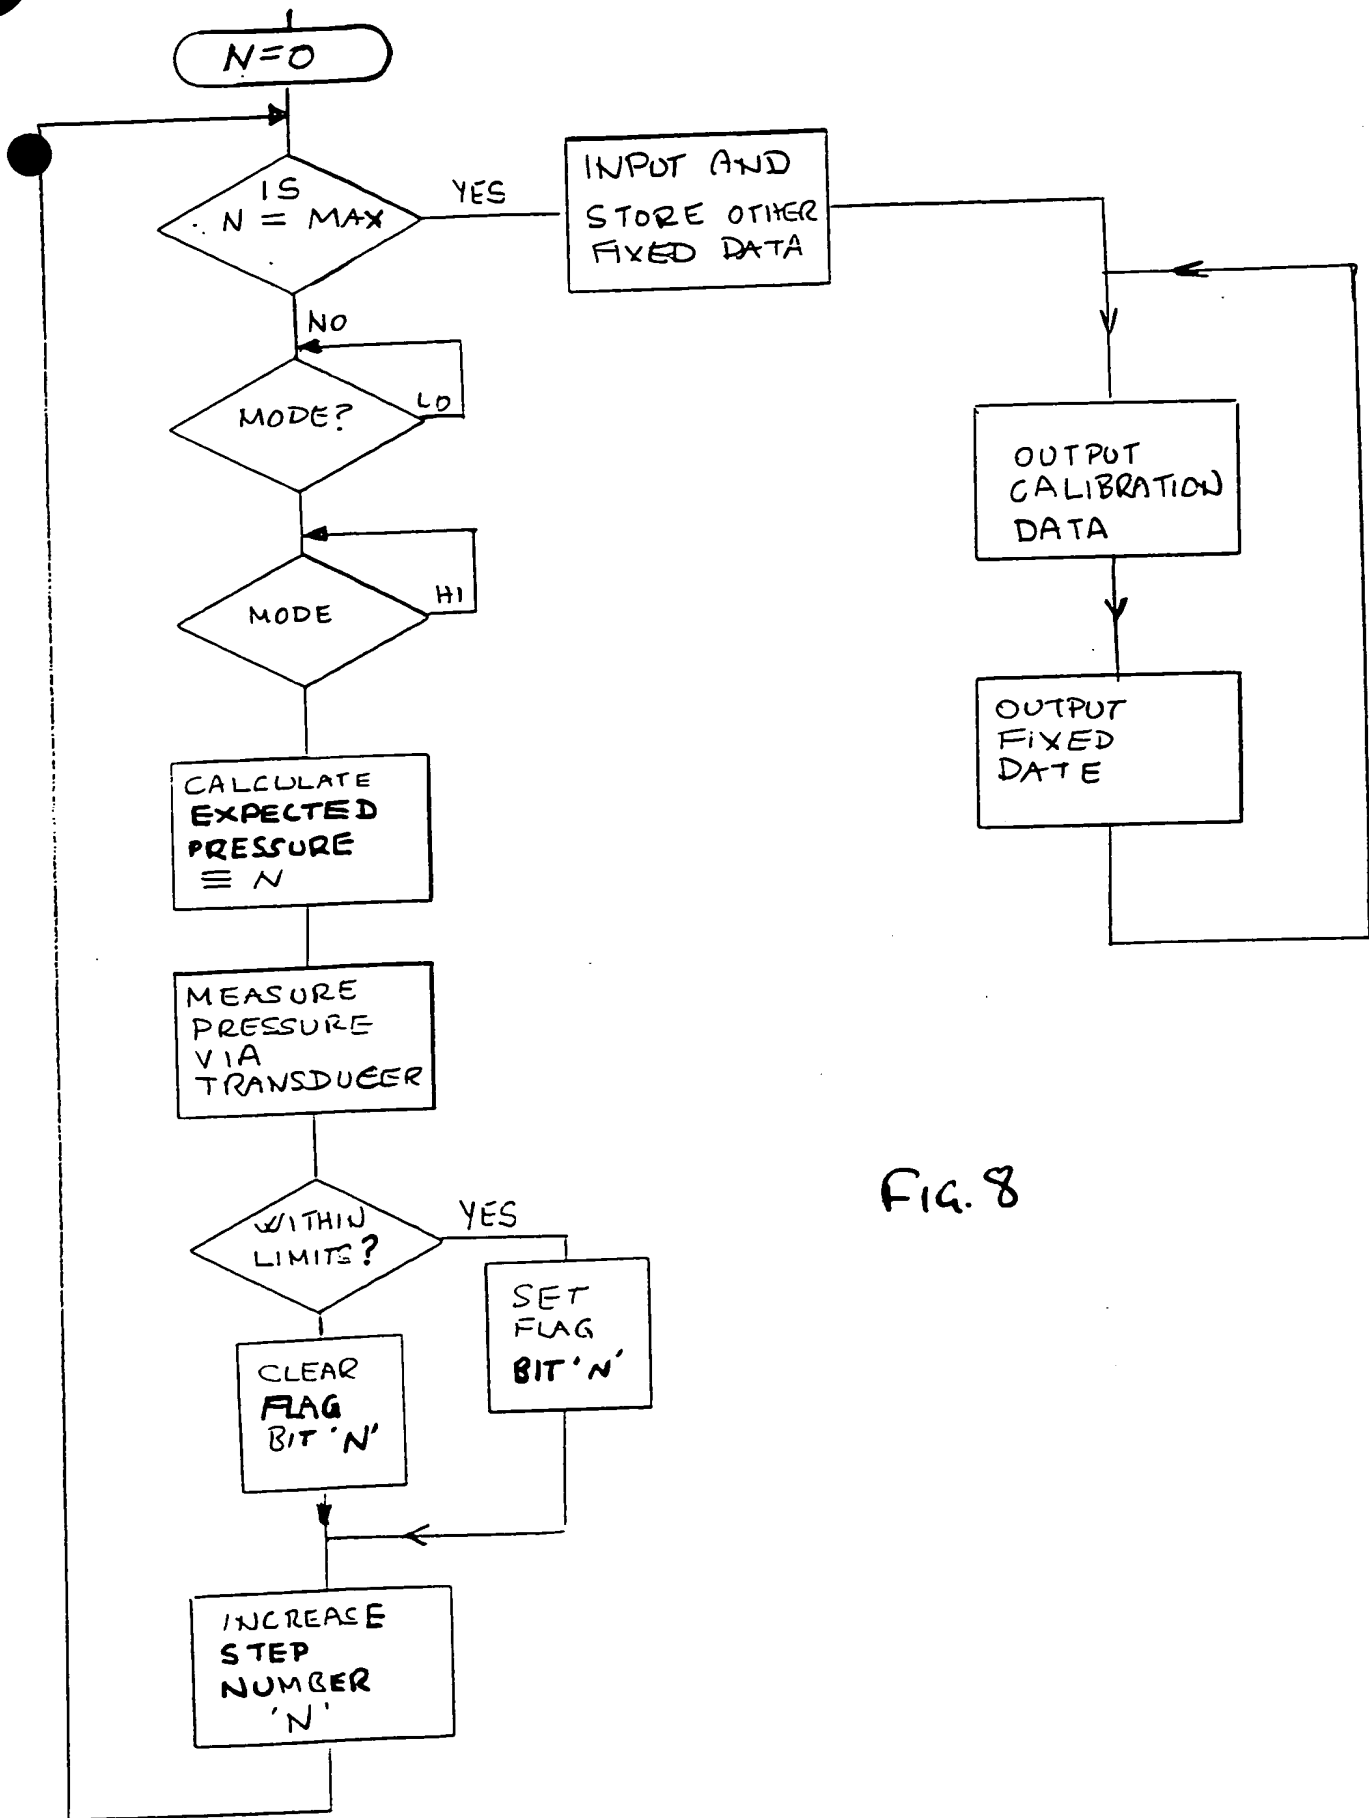 N=0
IS
N = MAX
YES
INPUT AND
STORE OTHER
FIXED DATA
NO
MODE?
LO
MODE
HI
CALCULATE
EXPECTED
PRESSURE
≡ N
MEASURE
PRESSURE
VIA
TRANSDUCER
WITHIN
LIMITS?
YES
SET
FLAG
BIT 'N'
CLEAR
FLAG
BIT 'N'
INCREASE
STEP
NUMBER
'N'
OUTPUT
CALIBRATION
DATA
OUTPUT
FIXED
DATE
FIG. 8